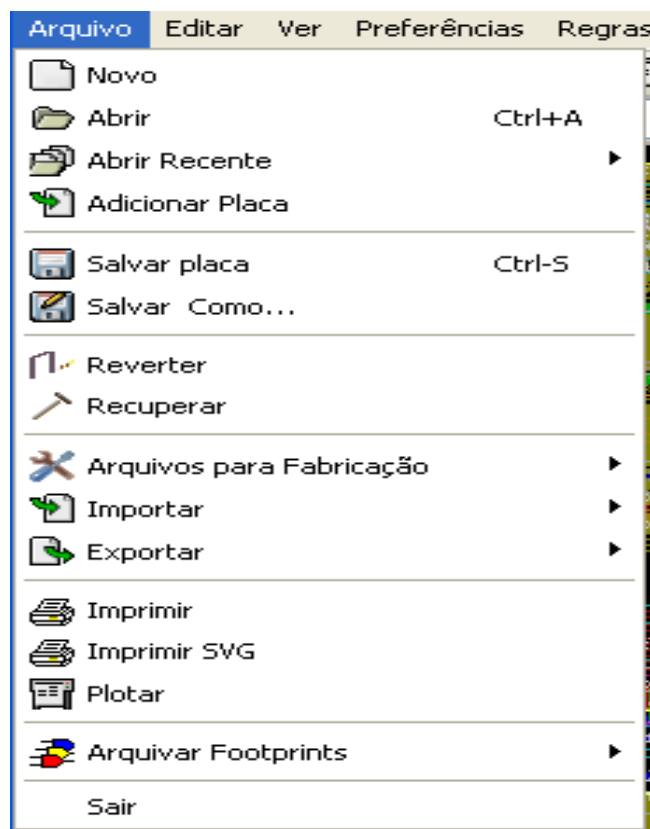 Arquivo Editar Ver Preferências Regras
Novo
Abrir Ctrl+A
Abrir Recente
Adicionar Placa
Salvar placa Ctrl-S
Salvar Como...
Reverter
Recuperar
Arquivos para Fabricação
Importar
Exportar
Imprimir
Imprimir SVG
Plotar
Arquivar Footprints
Sair